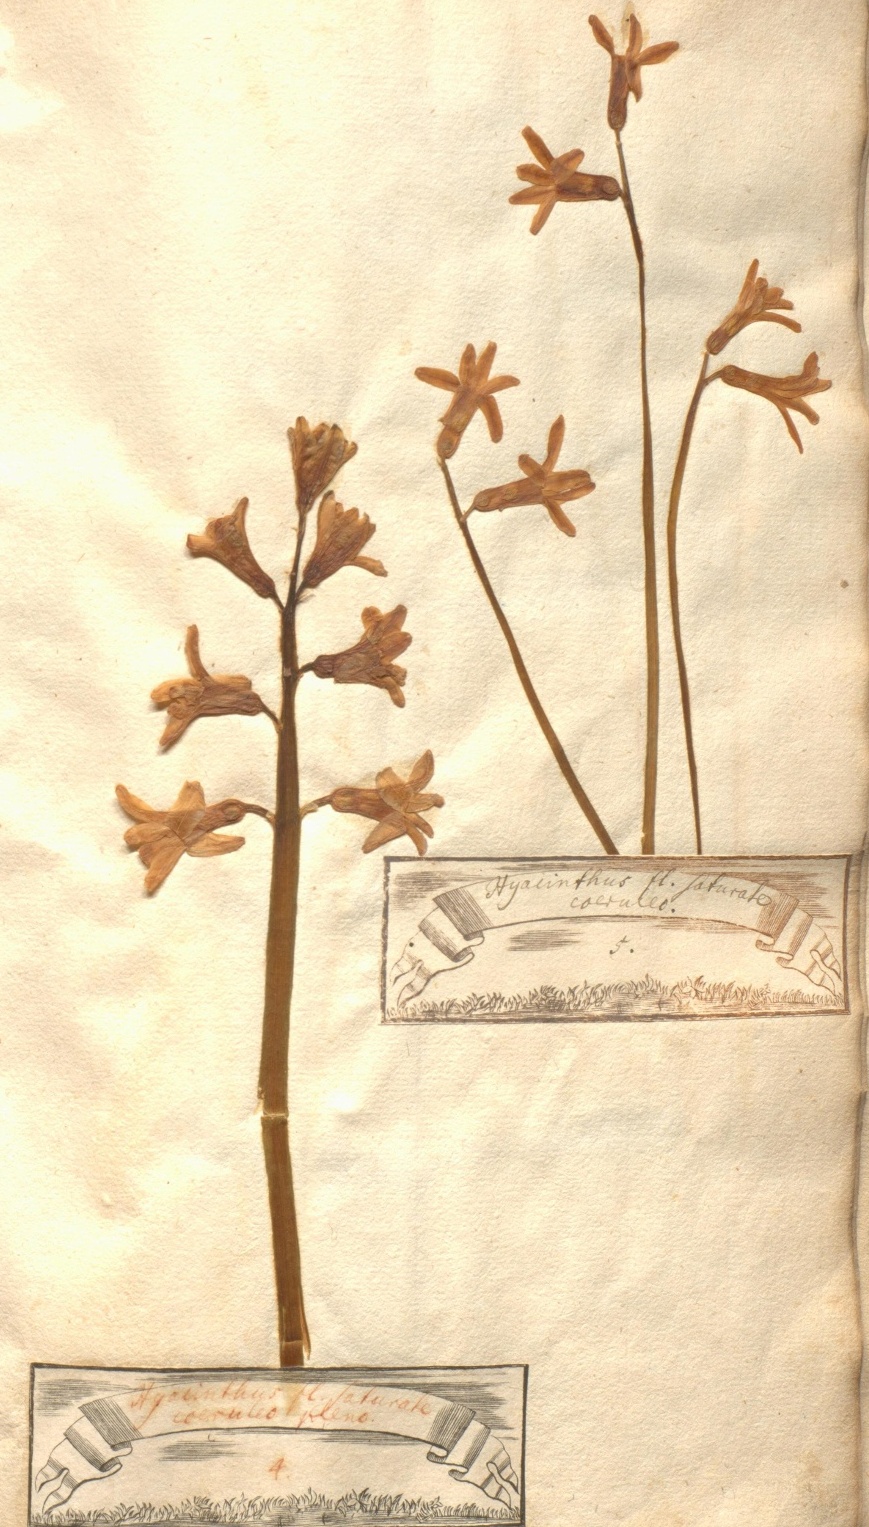 Hyacinthus fl. saturate
coeruleo.
5.
Hyacinthus fl. saturate
coeruleo pleno.
4.